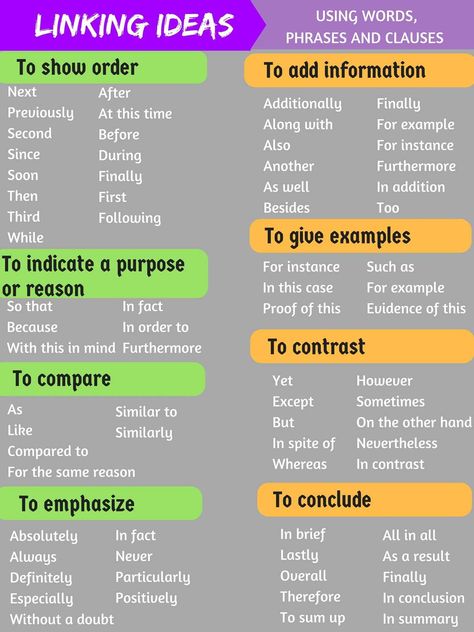 LINKING IDEAS
USING WORDS,
PHRASES AND CLAUSES
To show order
Next After
Previously At this time
Second Before
Since During
Soon Finally
Then First
Third Following
While
To indicate a purpose
or reason
So that In fact
Because In order to
With this in mind Furthermore
To compare
As Similar to
Like Similarly
Compared to
For the same reason
To emphasize
Absolutely In fact
Always Never
Definitely Particularly
Especially Positively
Without a doubt
To add information
Additionally Finally
Along with For example
Also For instance
Another Furthermore
As well In addition
Besides Too
To give examples
For instance Such as
In this case For example
Proof of this Evidence of this
To contrast
Yet However
Except Sometimes
But On the other hand
In spite of Nevertheless
Whereas In contrast
To conclude
In brief All in all
Lastly As a result
Overall Finally
Therefore In conclusion
To sum up In summary